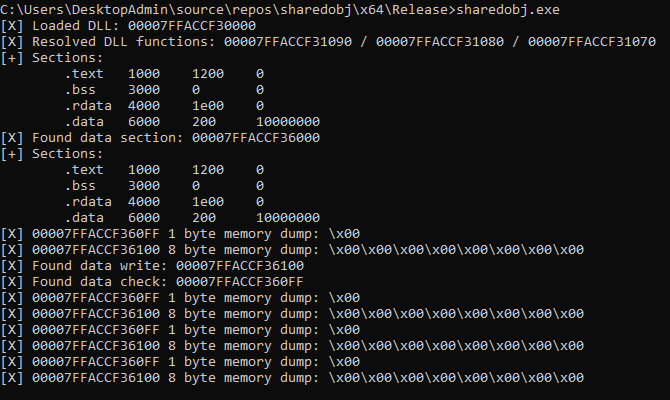 C:\Users\DesktopAdmin\source\repos\sharedobj\x64\Release>sharedobj.exe
[X] Loaded DLL: 00007FFACCF30000
[X] Resolved DLL functions: 00007FFACCF31090 / 00007FFACCF31080 / 00007FFACCF31070
[+] Sections:
        .text   1000    1200    0
        .bss    3000    0       0
        .rdata  4000    1e00    0
        .data   6000    200     10000000
[X] Found data section: 00007FFACCF36000
[+] Sections:
        .text   1000    1200    0
        .bss    3000    0       0
        .rdata  4000    1e00    0
        .data   6000    200     10000000
[X] 00007FFACCF360FF 1 byte memory dump: \x00
[X] 00007FFACCF36100 8 byte memory dump: \x00\x00\x00\x00\x00\x00\x00\x00
[X] Found data write: 00007FFACCF36100
[X] Found data check: 00007FFACCF360FF
[X] 00007FFACCF360FF 1 byte memory dump: \x00
[X] 00007FFACCF36100 8 byte memory dump: \x00\x00\x00\x00\x00\x00\x00\x00
[X] 00007FFACCF360FF 1 byte memory dump: \x00
[X] 00007FFACCF36100 8 byte memory dump: \x00\x00\x00\x00\x00\x00\x00\x00
[X] 00007FFACCF360FF 1 byte memory dump: \x00
[X] 00007FFACCF36100 8 byte memory dump: \x00\x00\x00\x00\x00\x00\x00\x00